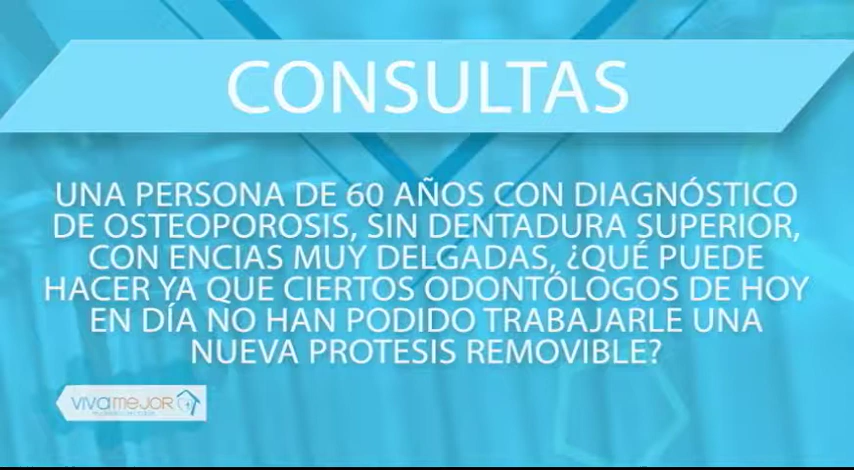 CONSULTAS
UNA PERSONA DE 60 AÑOS CON DIAGNÓSTICO
DE OSTEOPOROSIS, SIN DENTADURA SUPERIOR,
CON ENCIAS MUY DELGADAS, ¿QUÉ PUEDE
HACER YA QUE CIERTOS ODONTÓLOGOS DE HOY
EN DÍA NO HAN PODIDO TRABAJARLE UNA
NUEVA PROTESIS REMOVIBLE?
VIVAMEJOR